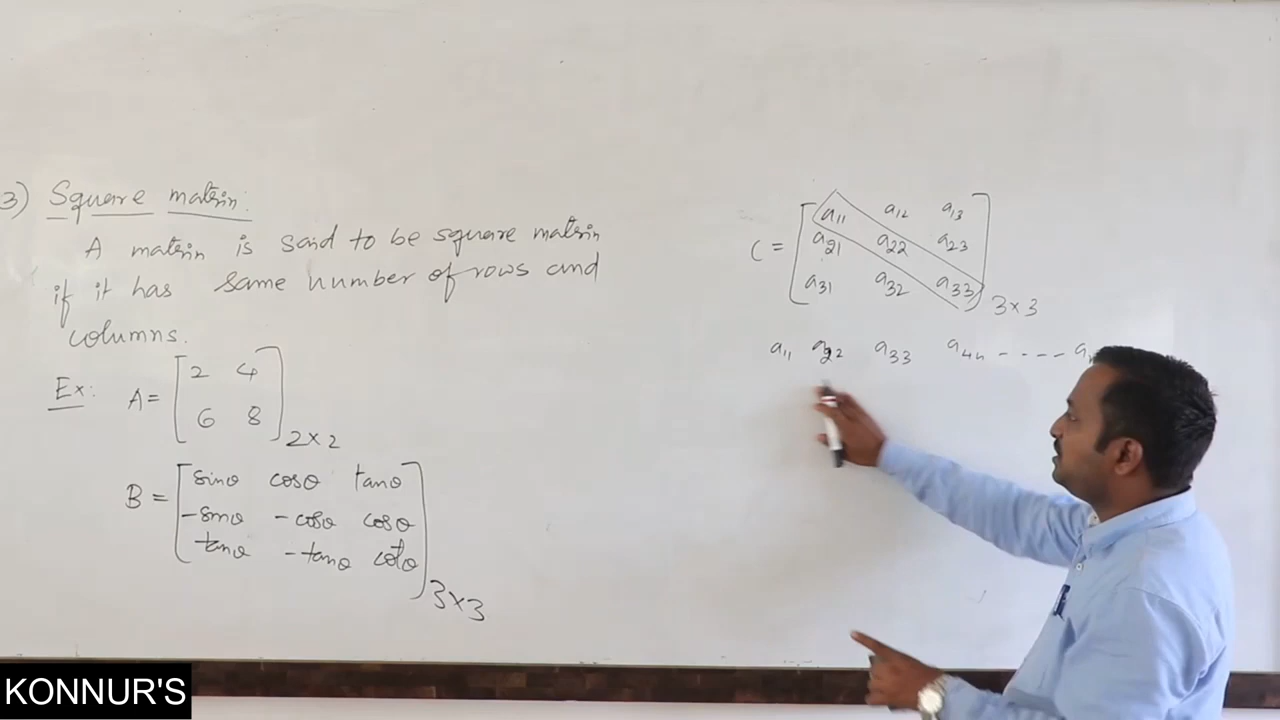 3) Square matrix:
A matrix is said to be square matrix
if it has same number of rows and
columns.
Ex: A = [2 4
6 8] 2×2
B = [sinθ cosθ tanθ
-sinθ -cosθ cosθ
tanθ -tanθ cotθ] 3×3
C = [a11 a12 a13
a21 a22 a23
a31 a32 a33] 3×3
a11 a22 a33 a44 - - - - -
KONNUR'S